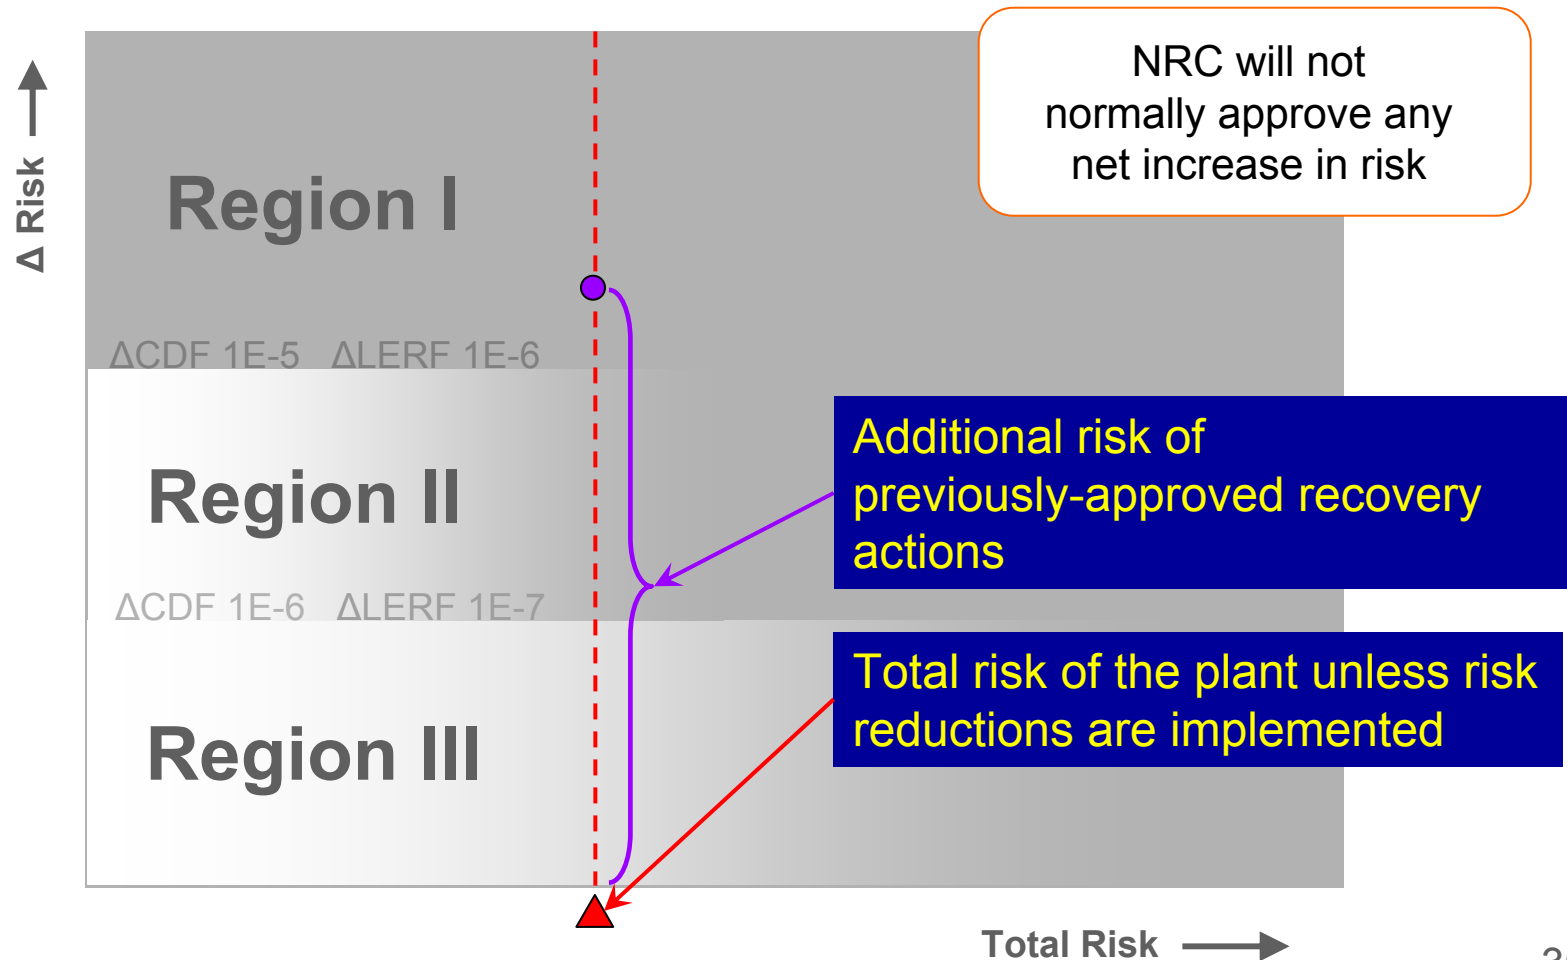 NRC will not
normally approve any
net increase in risk
Δ Risk
Region I
ΔCDF 1E-5 ΔLERF 1E-6
Additional risk of
previously-approved recovery
actions
Region II
ΔCDF 1E-6 ΔLERF 1E-7
Total risk of the plant unless risk
reductions are implemented
Region III
Total Risk